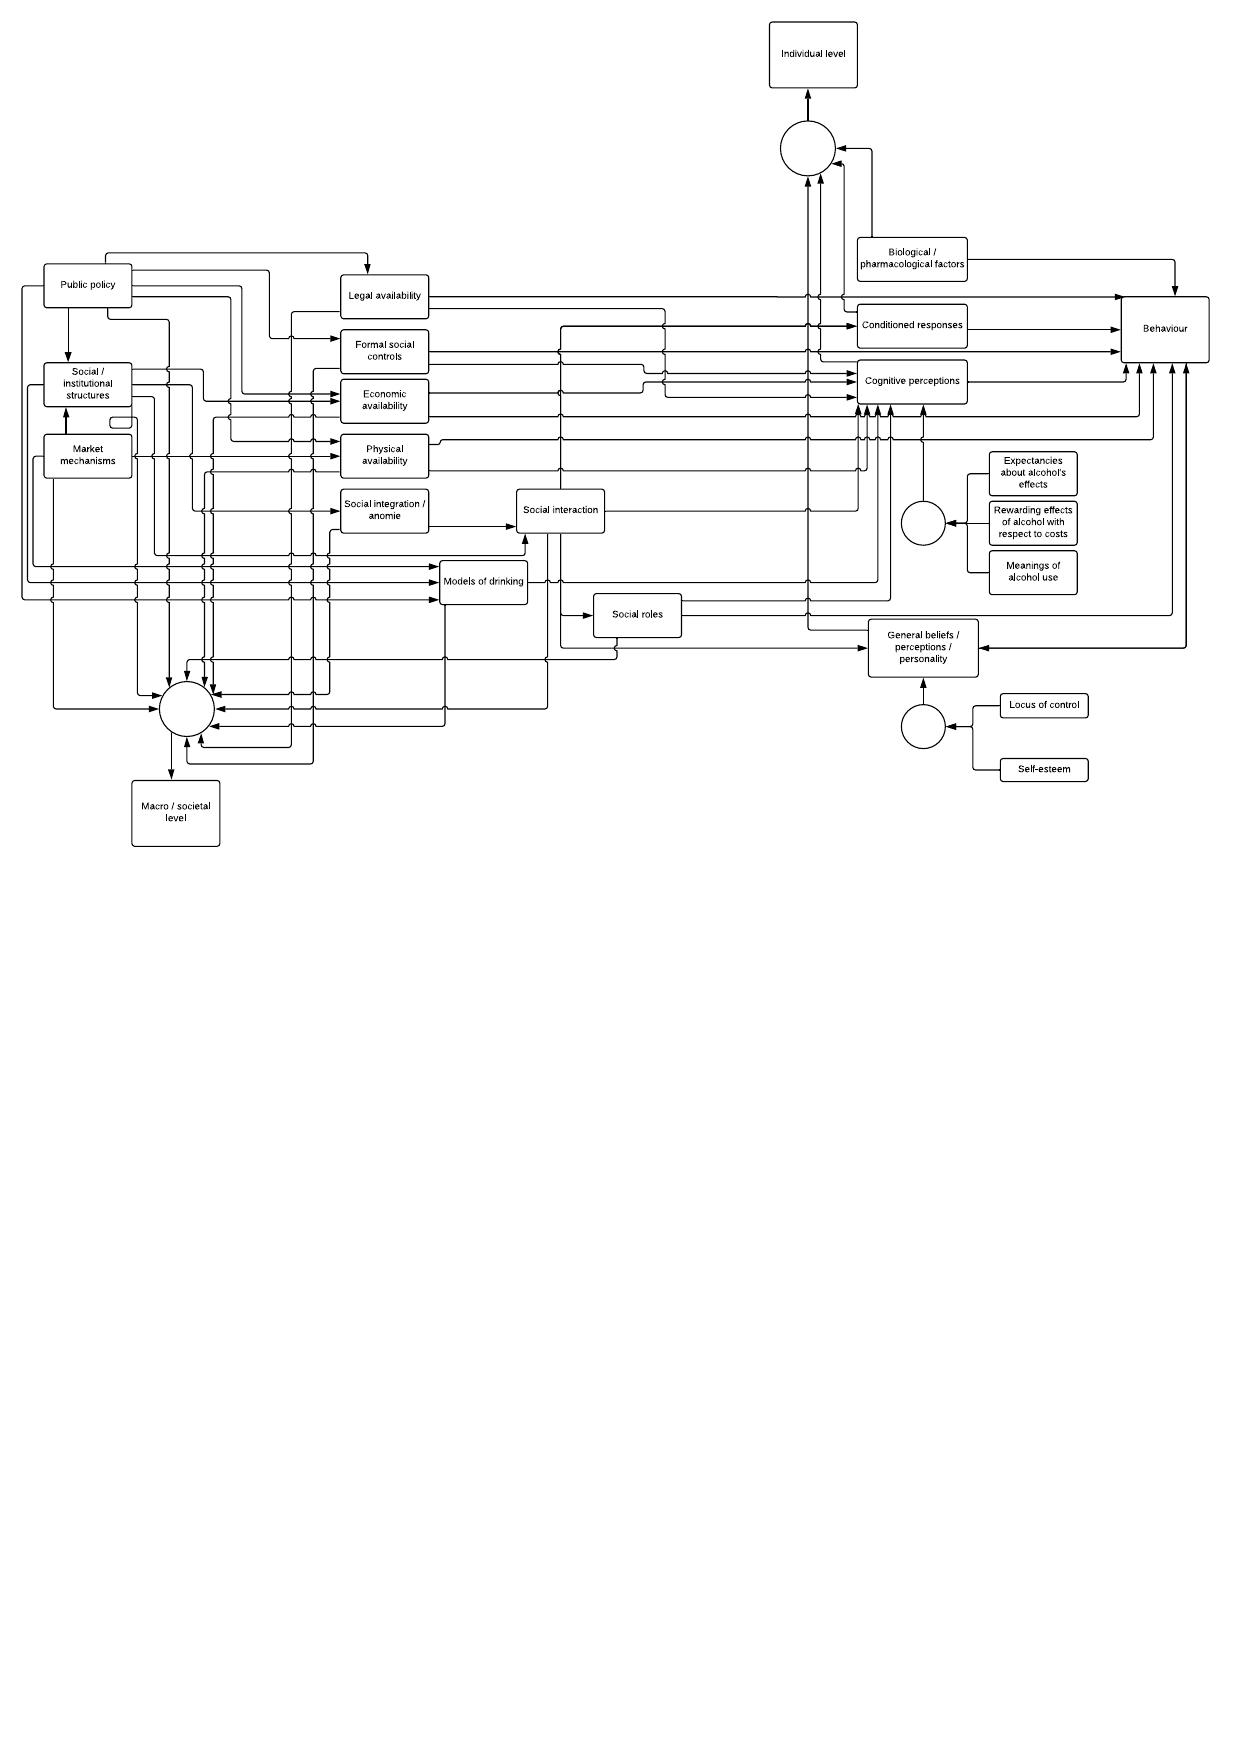 Individual level
Biological /
pharmacological factors
Public policy
Legal availability
Conditioned responses
Behaviour
Formal social
controls
Social /
institutional
structures
Cognitive perceptions
Economic
availability
Market
mechanisms
Physical
availability
Expectancies
about alcohol's
effects
Social integration /
anomie
Social interaction
Rewarding effects
of alcohol with
respect to costs
Meanings of
alcohol use
Models of drinking
Social roles
General beliefs /
perceptions /
personality
Locus of control
Self-esteem
Macro / societal
level